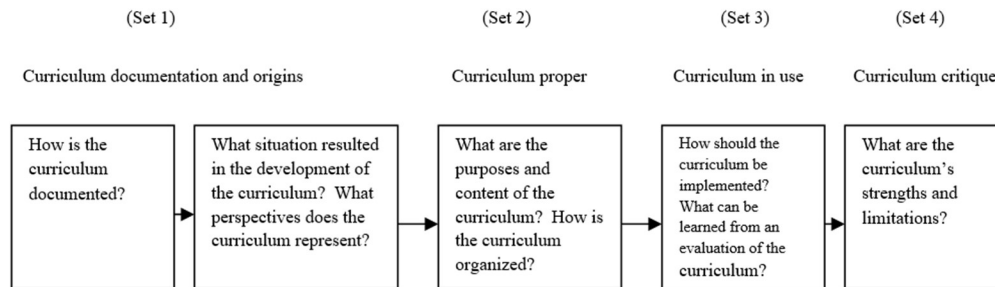 (Set 1)
(Set 2)
(Set 3)
(Set 4)
Curriculum documentation and origins
Curriculum proper
Curriculum in use
Curriculum critique
How is the
curriculum
documented?
What situation resulted
in the development of
the curriculum? What
perspectives does the
curriculum represent?
What are the
purposes and
content of the
curriculum? How is
the curriculum
organized?
How should the
curriculum be
implemented?
What can be
learned from an
evaluation of the
curriculum?
What are the
curriculum’s
strengths and
limitations?